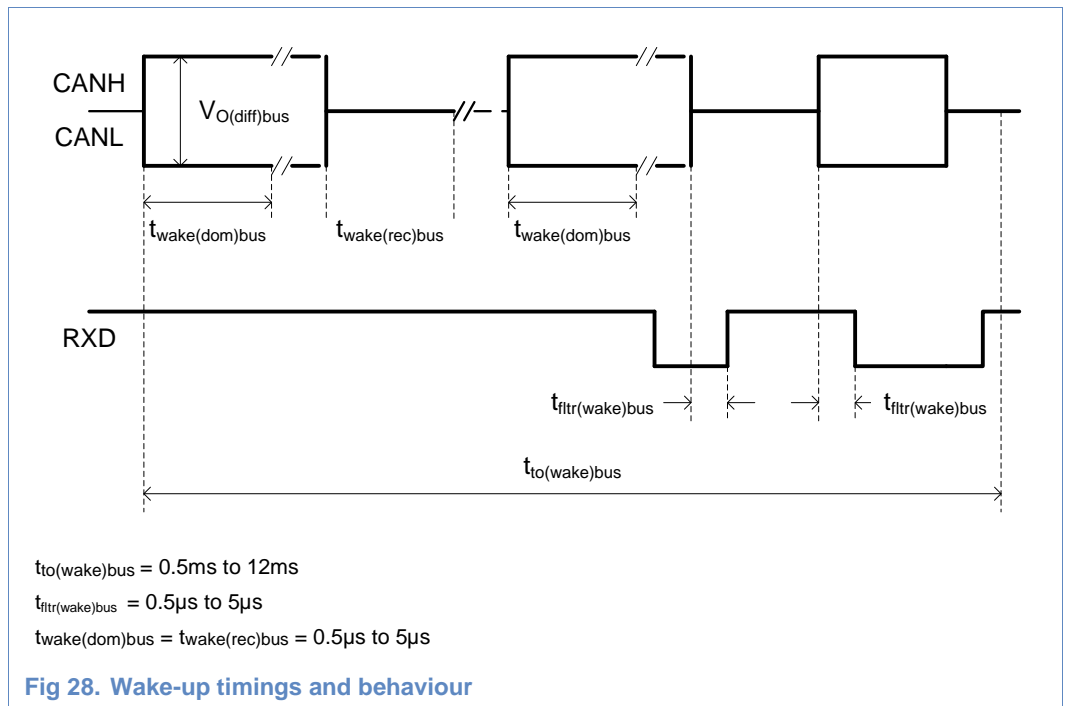 CANH
CANL
VO(diff)bus
twake(dom)bus
twake(rec)bus
twake(dom)bus
RXD
tfltr(wake)bus
tfltr(wake)bus
tto(wake)bus
tto(wake)bus = 0.5ms to 12ms
tfltr(wake)bus = 0.5µs to 5µs
twake(dom)bus = twake(rec)bus = 0.5µs to 5µs
Fig 28. Wake-up timings and behaviour